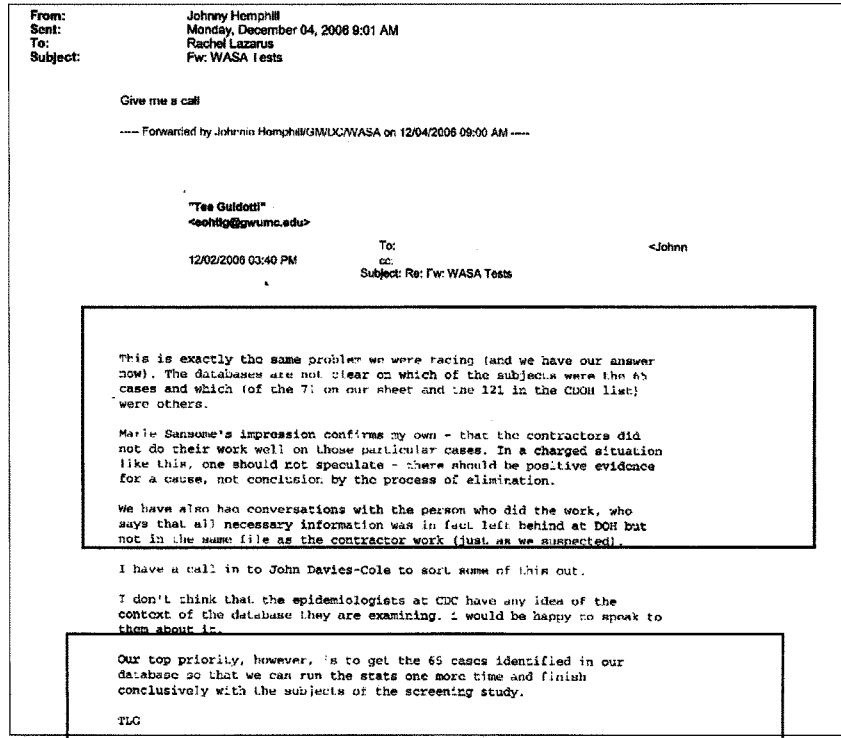 From: Johnny Hemphill
Sent: Monday, December 04, 2006 9:01 AM
To: Rachel Lazarus
Subject: Fw: WASA Tests
Give me a call
----- Forwarded by Johnnie Hemphill/GM/DC/WASA on 12/04/2006 09:00 AM -----
"Tee Guidotti"
<eohtlg@gwumc.edu>
12/02/2006 03:40 PM
To: <Johnn
cc:
Subject: Re: Fw: WASA Tests
This is exactly the same problem we were facing (and we have our answer
now). The databases are not clear on which of the subjects were the 65
cases and which (of the 71 on our sheet and the 121 in the CDOH list)
were others.
Marie Sansome's impression confirms my own - that the contractors did
not do their work well on those particular cases. In a charged situation
like this, one should not speculate - there should be positive evidence
for a cause, not conclusion by the process of elimination.
We have also had conversations with the person who did the work, who
says that all necessary information was in fact left behind at DOH but
not in the same file as the contractor work (just as we suspected).
I have a call in to John Davies-Cole to sort some of this out.
I don't think that the epidemiologists at CDC have any idea of the
context of the database they are examining. I would be happy to speak to
them about it.
Our top priority, however, is to get the 65 cases identified in our
database so that we can run the stats one more time and finish
conclusively with the subjects of the screening study.
TLG